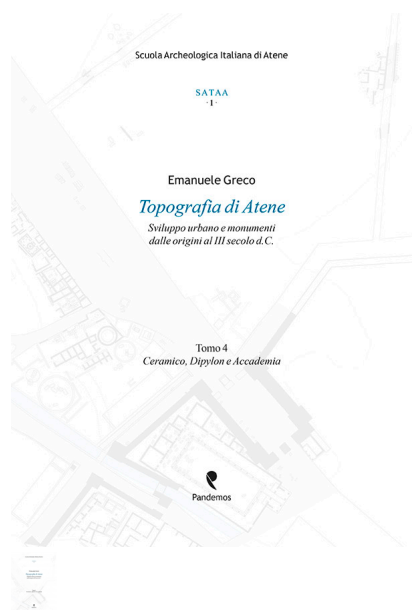 Scuola Archeologica Italiana di Atene
SATAA
·1·
Emanuele Greco
Topografia di Atene
Sviluppo urbano e monumenti
dalle origini al III secolo d.C.
Tomo 4
Ceramico, Dipylon e Accademia
Pandemos